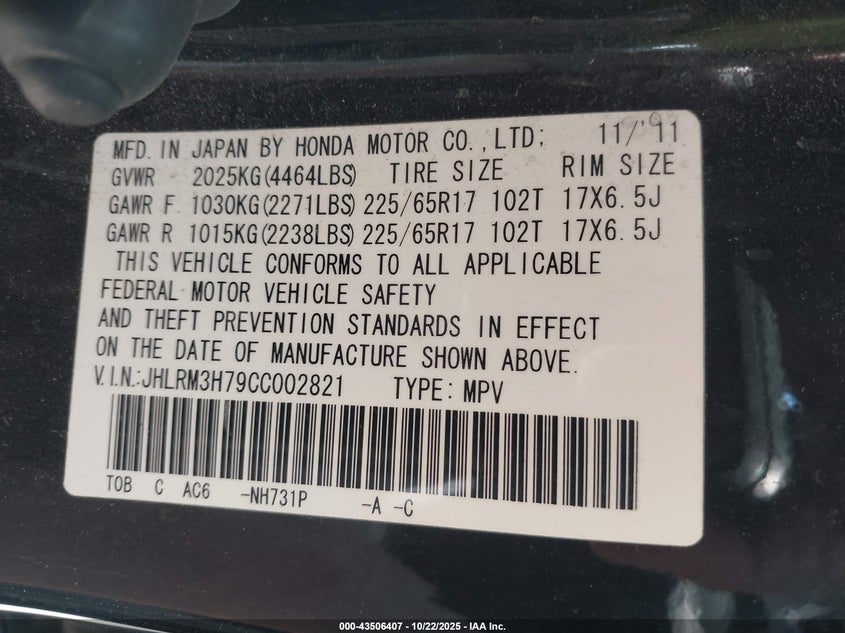 MFD. IN JAPAN BY HONDA MOTOR CO.,LTD; 11/'11
GVWR 2025KG(4464LBS) TIRE SIZE RIM SIZE
GAWR F 1030KG(2271LBS) 225/65R17 102T 17X6.5J
GAWR R 1015KG(2238LBS) 225/65R17 102T 17X6.5J
THIS VEHICLE CONFORMS TO ALL APPLICABLE
FEDERAL MOTOR VEHICLE SAFETY
AND THEFT PREVENTION STANDARDS IN EFFECT
ON THE DATE OF MANUFACTURE SHOWN ABOVE.
V.I.N.:JHLRM3H79CC002821 TYPE: MPV
T0B C AC6 -NH731P -A -C
000-43506407 - 10/22/2025 - IAA Inc.